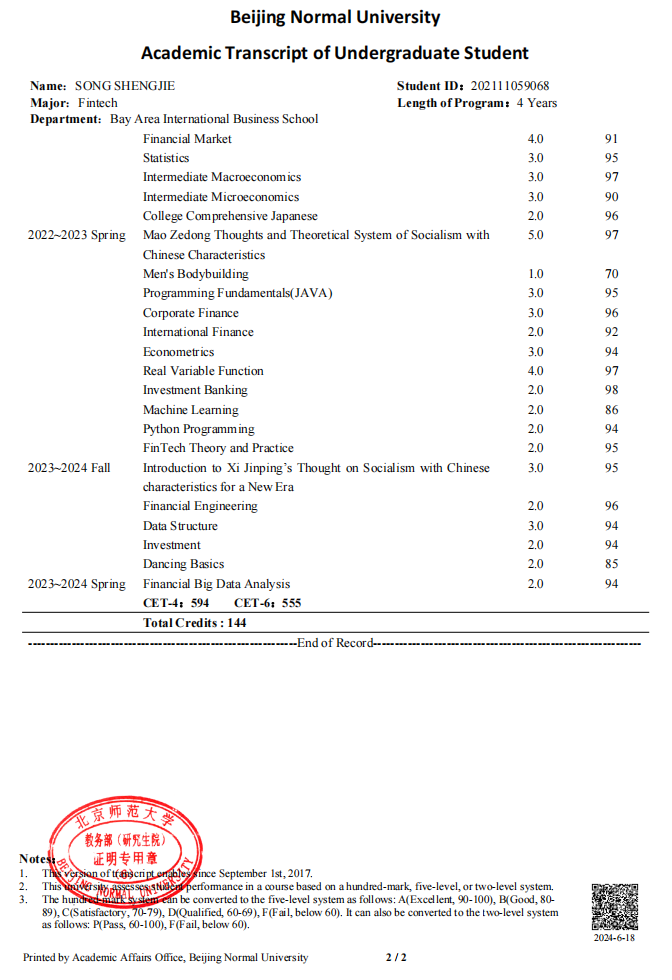 Beijing Normal University
Academic Transcript of Undergraduate Student
Name: SONG SHENGJIE Student ID: 202111059068
Major: Fintech Length of Program: 4 Years
Department: Bay Area International Business School
Financial Market 4.0 91
Statistics 3.0 95
Intermediate Macroeconomics 3.0 97
Intermediate Microeconomics 3.0 90
College Comprehensive Japanese 2.0 96
2022~2023 Spring Mao Zedong Thoughts and Theoretical System of Socialism with 5.0 97
Chinese Characteristics
Men's Bodybuilding 1.0 70
Programming Fundamentals(JAVA) 3.0 95
Corporate Finance 3.0 96
International Finance 2.0 92
Econometrics 3.0 94
Real Variable Function 4.0 97
Investment Banking 2.0 98
Machine Learning 2.0 86
Python Programming 2.0 94
FinTech Theory and Practice 2.0 95
2023~2024 Fall Introduction to Xi Jinping’s Thought on Socialism with Chinese 3.0 95
characteristics for a New Era
Financial Engineering 2.0 96
Data Structure 3.0 94
Investment 2.0 94
Dancing Basics 2.0 85
2023~2024 Spring Financial Big Data Analysis 2.0 94
CET-4: 594 CET-6: 555
Total Credits : 144
End of Record
北京师范大学
教务部(研究生院)
证明专用章
BEIJING NORMAL UNIVERSITY
Notes:
1. This version of transcript enables since September 1st, 2017.
2. This university assesses student performance in a course based on a hundred-mark, five-level, or two-level system.
3. The hundred-mark system can be converted to the five-level system as follows: A(Excellent, 90-100), B(Good, 80-
89), C(Satisfactory, 70-79), D(Qualified, 60-69), F(Fail, below 60). It can also be converted to the two-level system
as follows: P(Pass, 60-100), F(Fail, below 60).
2024-6-18
Printed by Academic Affairs Office, Beijing Normal University 2 / 2